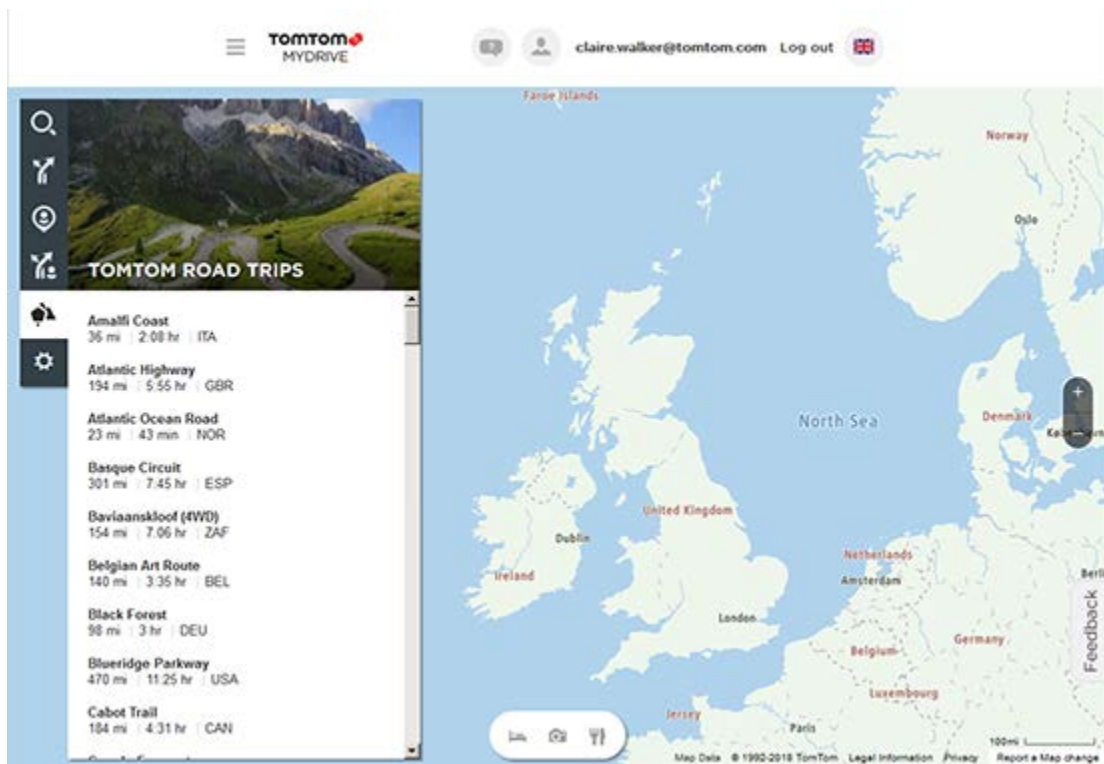 TOMTOM
MYDRIVE
claire.walker@tomtom.com Log out
TOMTOM ROAD TRIPS
Amalfi Coast
36 mi 2:08 hr ITA
Atlantic Highway
194 mi 5:55 hr GBR
Atlantic Ocean Road
23 mi 43 min NOR
Basque Circuit
301 mi 7:45 hr ESP
Baviaanskloof (4WD)
154 mi 7:06 hr ZAF
Belgian Art Route
140 mi 3:35 hr BEL
Black Forest
98 mi 3 hr DEU
Blueridge Parkway
470 mi 11:25 hr USA
Cabot Trail
184 mi 4:31 hr CAN
Faroe Islands
Norway
Oslo
North Sea
Denmark
United Kingdom
Dublin
Ireland
Netherlands
Amsterdam
Berli
London
Germany
Belgium
Luxembourg
Jersey
Paris
Feedback
100mi
Map Data © 1992-2018 TomTom Legal Information Privacy Report a Map change